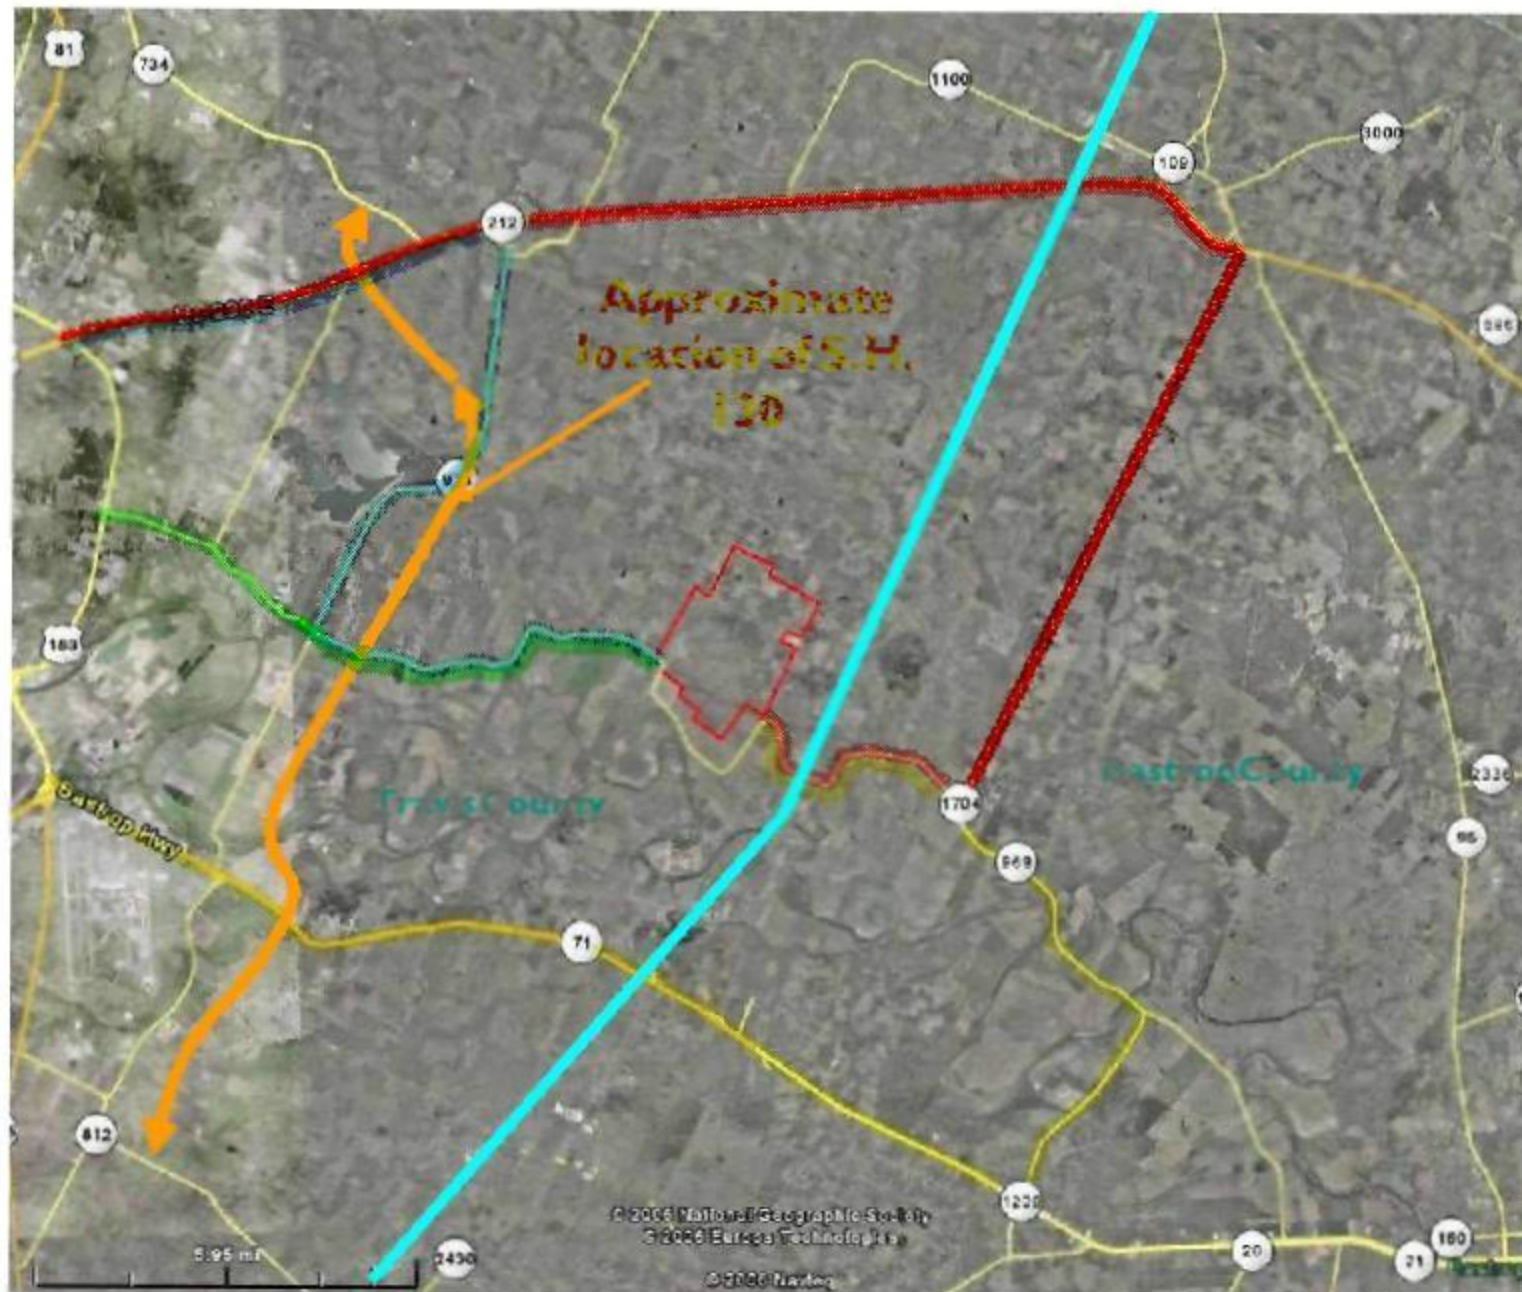 81
734
1100
109
3000
212
Approximate
location of S.H.
130
183
Travis County
Bastrop County
1704
969
2336
95
Bastrop Hwy
71
812
5.95 mi
2430
1209
20
21
© 2006 National Geographic Society
© 2006 Europa Technologies
© 2006 Navteq